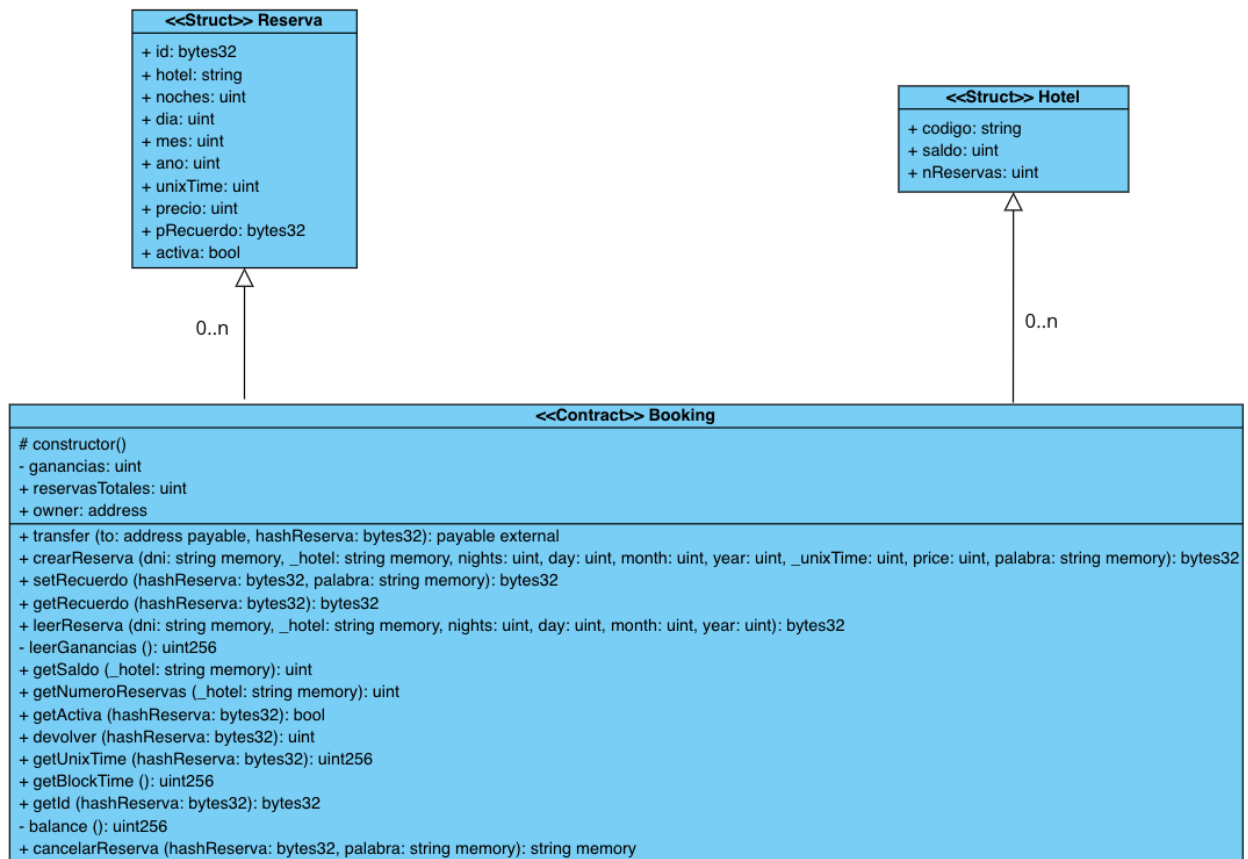 <<Struct>> Reserva
+ id: bytes32
+ hotel: string
+ noches: uint
+ dia: uint
+ mes: uint
+ ano: uint
+ unixTime: uint
+ precio: uint
+ pRecuerdo: bytes32
+ activa: bool
<<Struct>> Hotel
+ codigo: string
+ saldo: uint
+ nReservas: uint
0..n
0..n
<<Contract>> Booking
# constructor()
- ganancias: uint
+ reservasTotales: uint
+ owner: address
+ transfer (to: address payable, hashReserva: bytes32): payable external
+ crearReserva (dni: string memory, _hotel: string memory, nights: uint, day: uint, month: uint, year: uint, _unixTime: uint, price: uint, palabra: string memory): bytes32
+ setRecuerdo (hashReserva: bytes32, palabra: string memory): bytes32
+ getRecuerdo (hashReserva: bytes32): bytes32
+ leerReserva (dni: string memory, _hotel: string memory, nights: uint, day: uint, month: uint, year: uint): bytes32
- leerGanancias (): uint256
+ getSaldo (_hotel: string memory): uint
+ getNumeroReservas (_hotel: string memory): uint
+ getActiva (hashReserva: bytes32): bool
+ devolver (hashReserva: bytes32): uint
+ getUnixTime (hashReserva: bytes32): uint256
+ getBlockTime (): uint256
+ getId (hashReserva: bytes32): bytes32
- balance (): uint256
+ cancelarReserva (hashReserva: bytes32, palabra: string memory): string memory